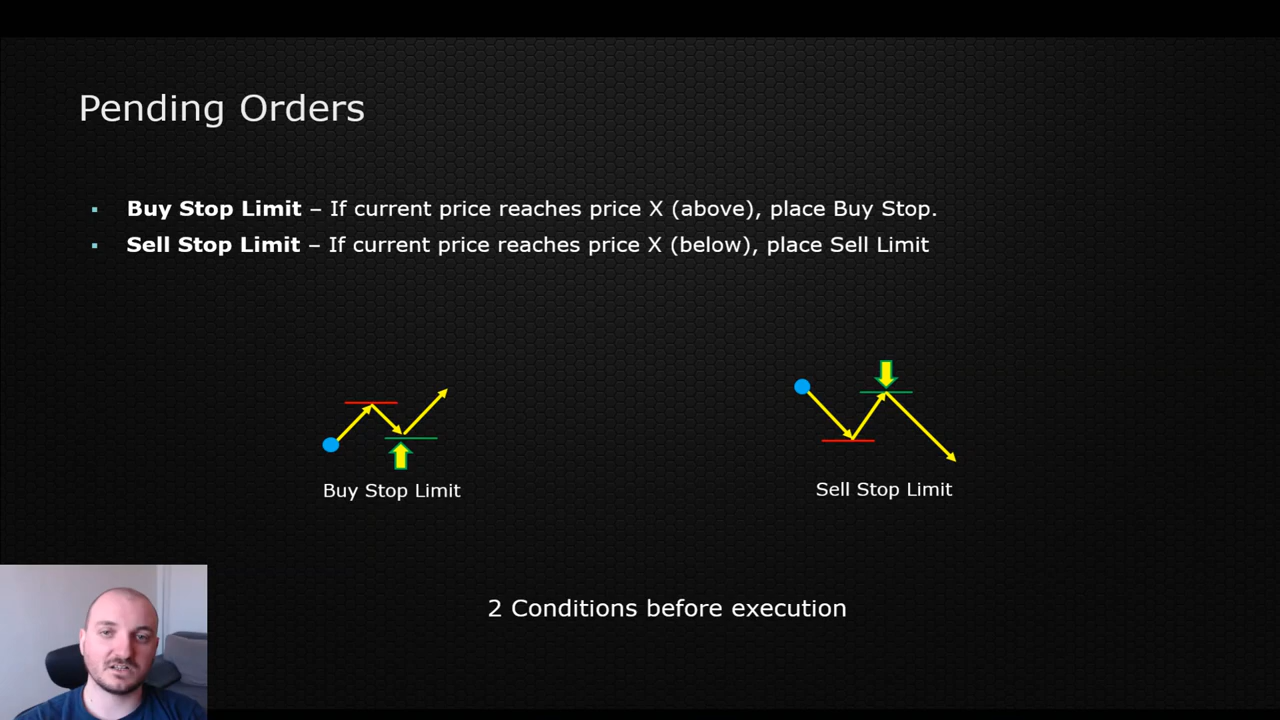 Pending Orders
▪ Buy Stop Limit – If current price reaches price X (above), place Buy Stop.
▪ Sell Stop Limit – If current price reaches price X (below), place Sell Limit
Buy Stop Limit
Sell Stop Limit
2 Conditions before execution